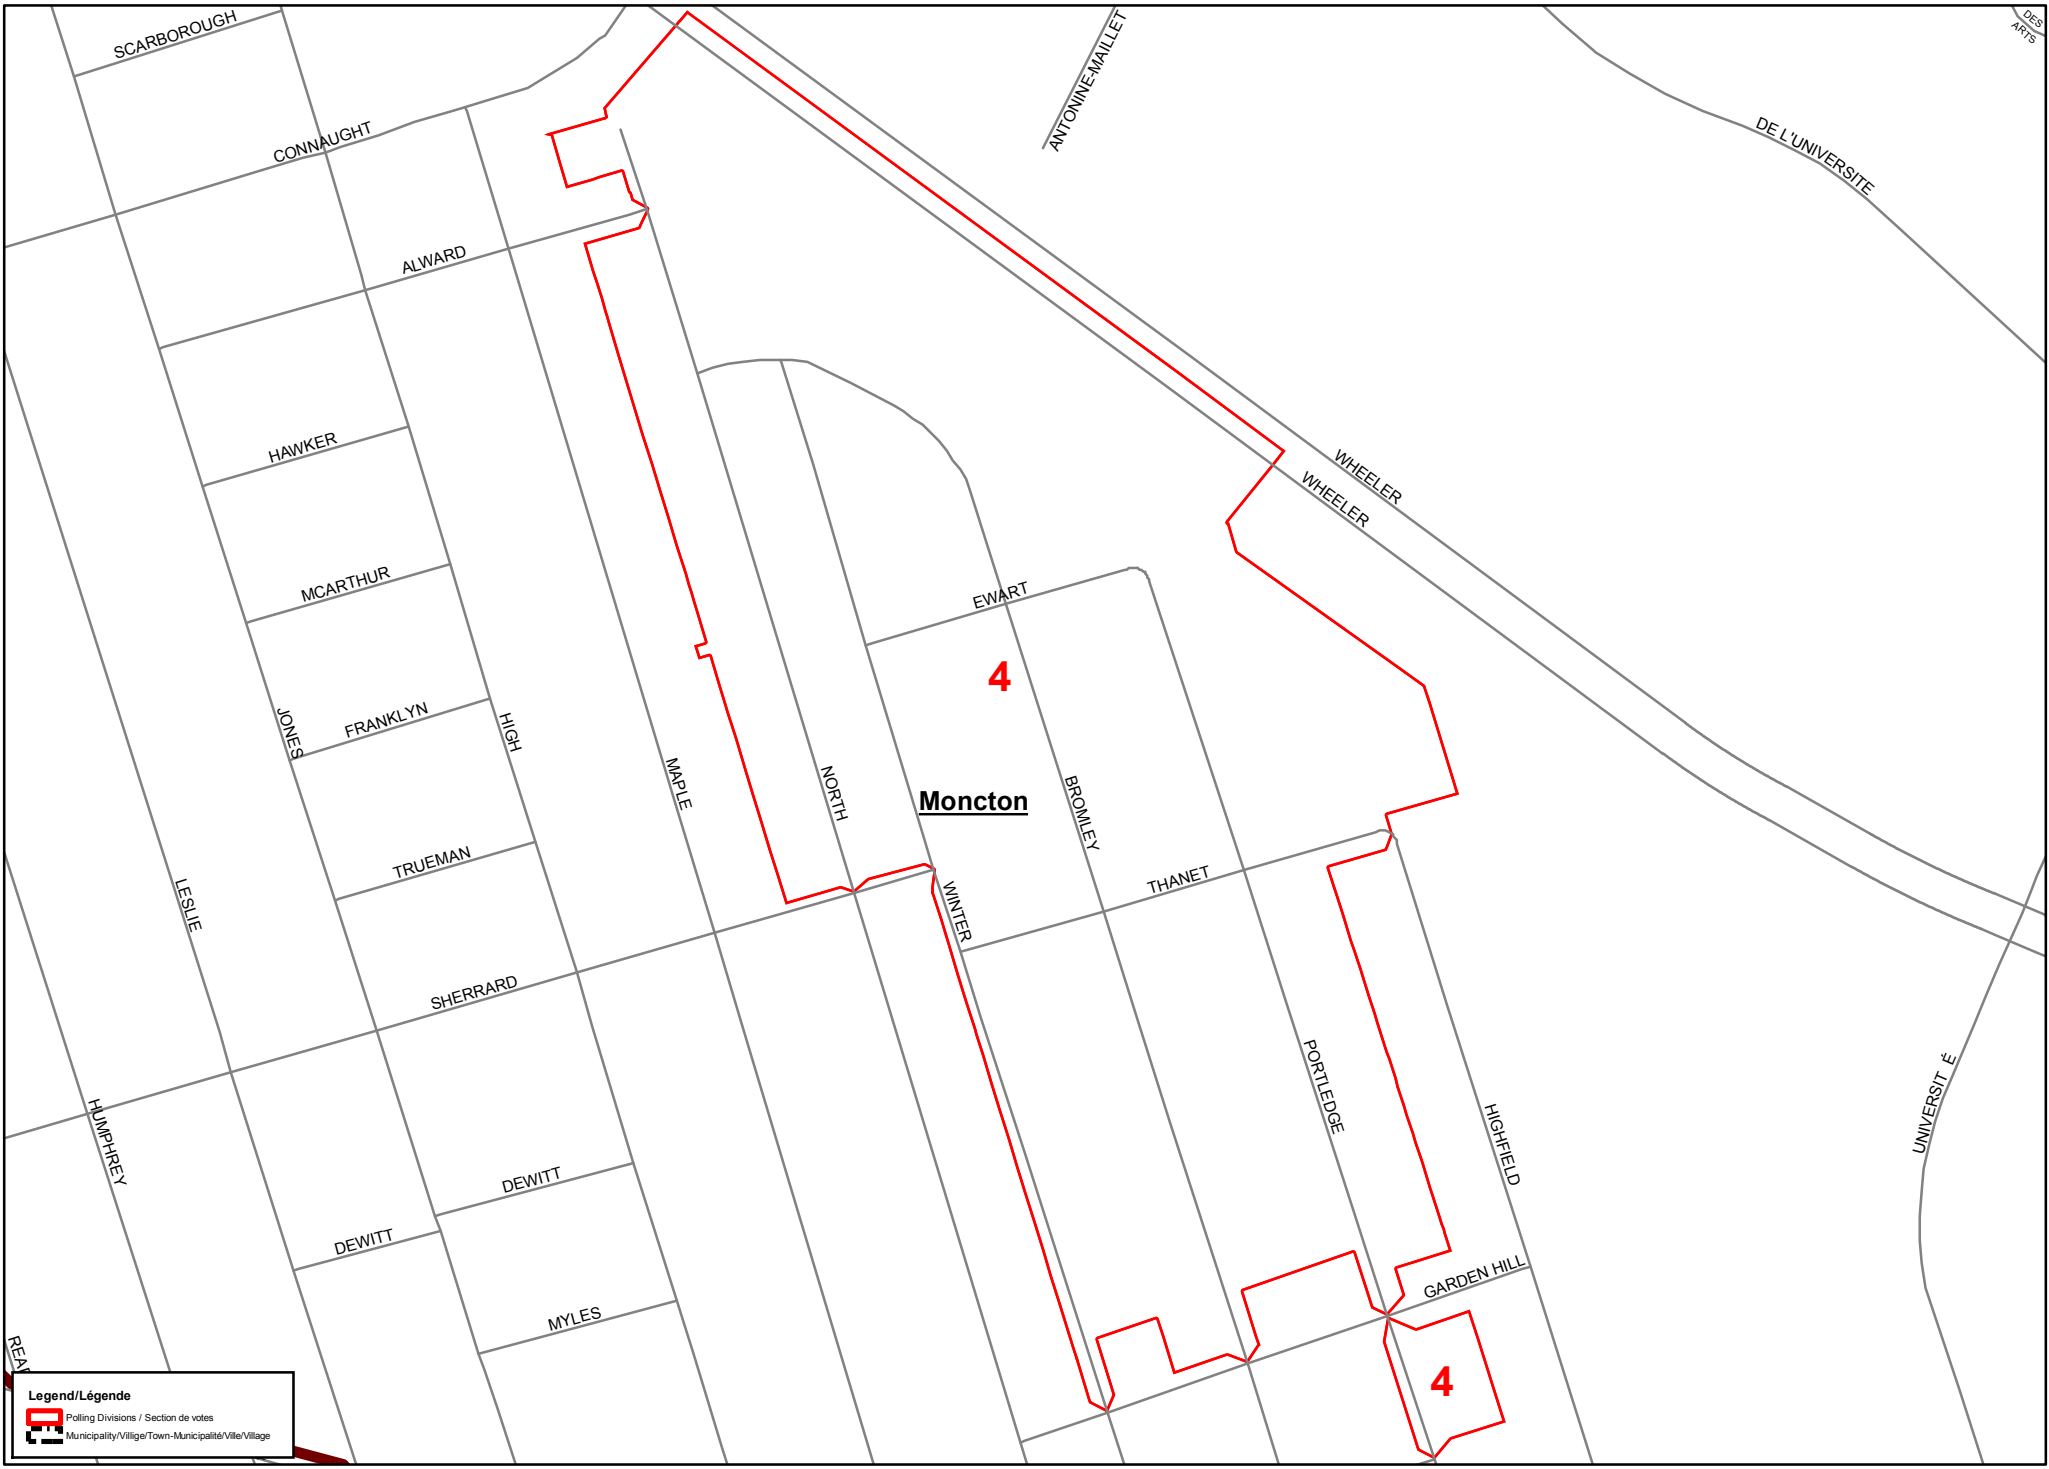 SCARBOROUGH
DES
ARTS
ANTONINE-MAILLET
CONNAUGHT
DE L'UNIVERSITE
ALWARD
HAWKER
WHEELER
WHEELER
MCARTHUR
EWART
4
FRANKLYN
JONES
HIGH
MAPLE
NORTH
Moncton
BROMLEY
TRUEMAN
THANET
LESLIE
WINTER
SHERRARD
PORTLEDGE
UNIVERSIT É
HUMPHREY
HIGHFIELD
DEWITT
DEWITT
GARDEN HILL
MYLES
4
Legend/Légende
Polling Divisions / Section de votes
Municipality/Villige/Town-Municipalité/Ville/Village